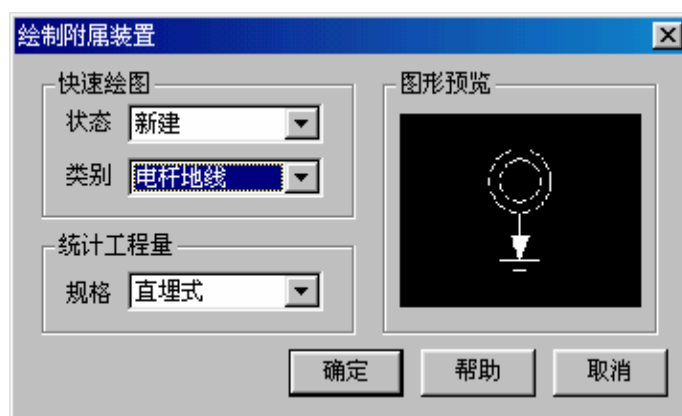 绘制附属装置
快速绘图
状态 新建
类别 电杆地线
统计工程量
规格 直埋式
图形预览
确定 帮助 取消